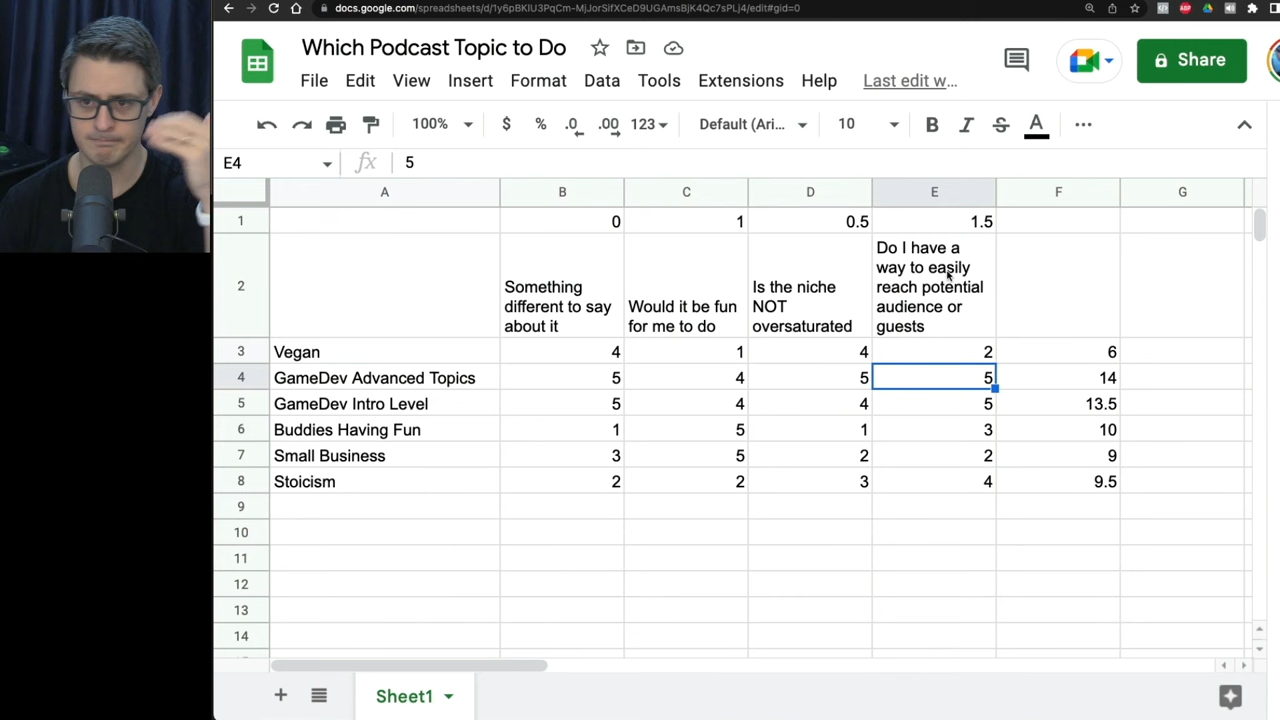 docs.google.com/spreadsheets/d/1y6pBKIU3PqCm-MjJorSifXCeD9UGAmsBjK4Qc7sPLj4/edit#gid=0
Which Podcast Topic to Do
File Edit View Insert Format Data Tools Extensions Help Last edit w...
Share
100% $ % .0 .00 123 Default (Ari... 10 B I S A
E4 fx 5
A B C D E F G
1 0 1 0.5 1.5
2
Something
different to say
about it
Would it be fun
for me to do
Is the niche
NOT
oversaturated
Do I have a
way to easily
reach potential
audience or
guests
3 Vegan 4 1 4 2 6
4 GameDev Advanced Topics 5 4 5 5 14
5 GameDev Intro Level 5 4 4 5 13.5
6 Buddies Having Fun 1 5 1 3 10
7 Small Business 3 5 2 2 9
8 Stoicism 2 2 3 4 9.5
9
10
11
12
13
14
Sheet1